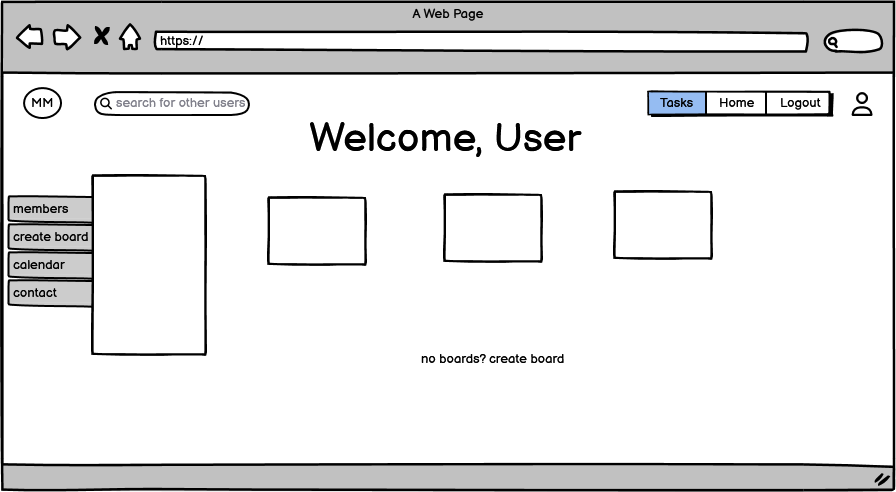 A Web Page
https://
MM
search for other users
Tasks
Home
Logout
Welcome, User
members
create board
calendar
contact
no boards? create board